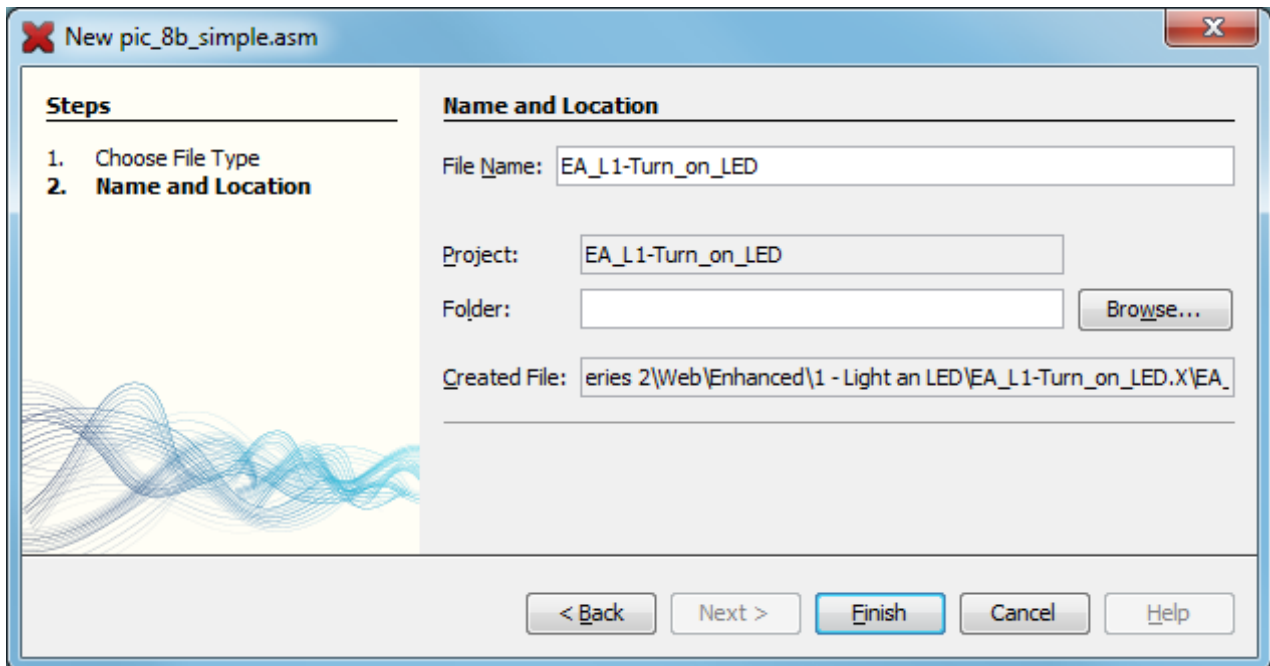 New pic_8b_simple.asm
Steps
1. Choose File Type
2. Name and Location
Name and Location
File Name: EA_L1-Turn_on_LED
Project: EA_L1-Turn_on_LED
Folder: Browse...
Created File: eries 2\Web\Enhanced\1 - Light an LED\EA_L1-Turn_on_LED.X\EA_
< Back Next > Finish Cancel Help